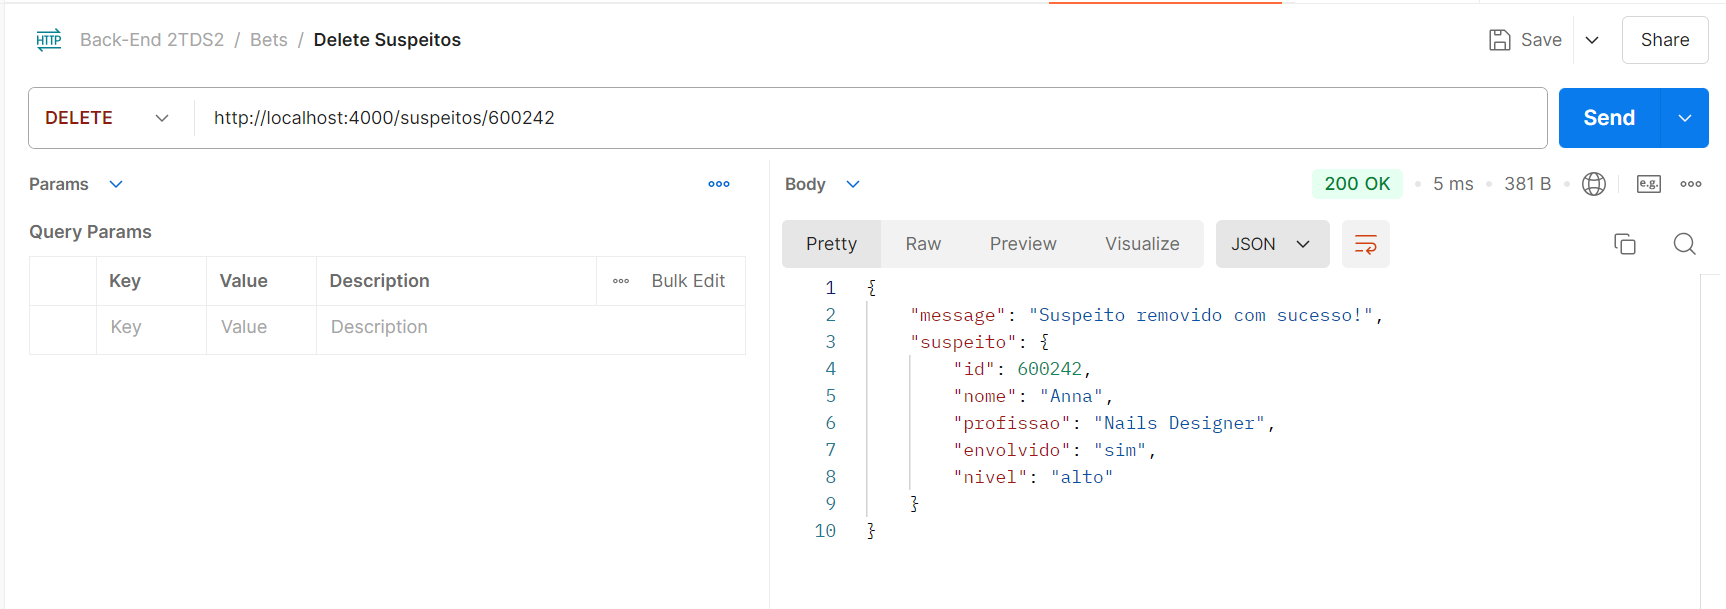 HTTP Back-End 2TDS2 / Bets / Delete Suspeitos Save Share
DELETE http://localhost:4000/suspeitos/600242 Send
Params
Body 200 OK 5 ms 381 B e.g.
Query Params
Pretty Raw Preview Visualize JSON
Key Value Description Bulk Edit
Key Value Description
1 {
2 "message": "Suspeito removido com sucesso!",
3 "suspeito": {
4 "id": 600242,
5 "nome": "Anna",
6 "profissao": "Nails Designer",
7 "envolvido": "sim",
8 "nivel": "alto"
9 }
10 }